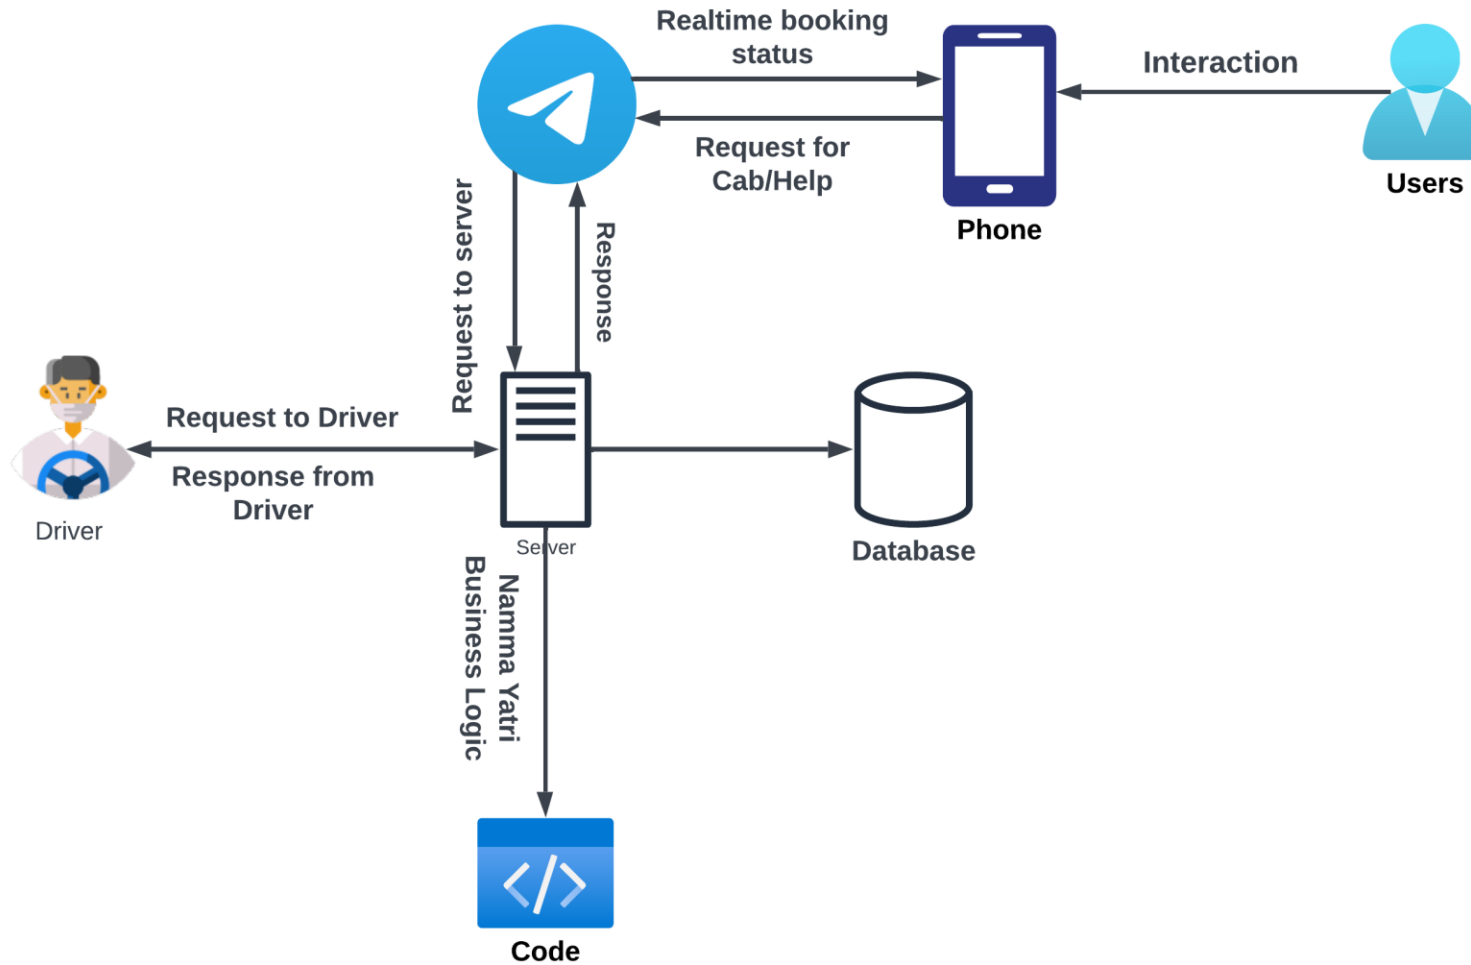 Realtime booking
status
Interaction
Request for
Cab/Help
Users
Phone
Request to server
Response
Request to Driver
Response from
Driver
Driver
Server
Database
Namma Yatri
Business Logic
Code